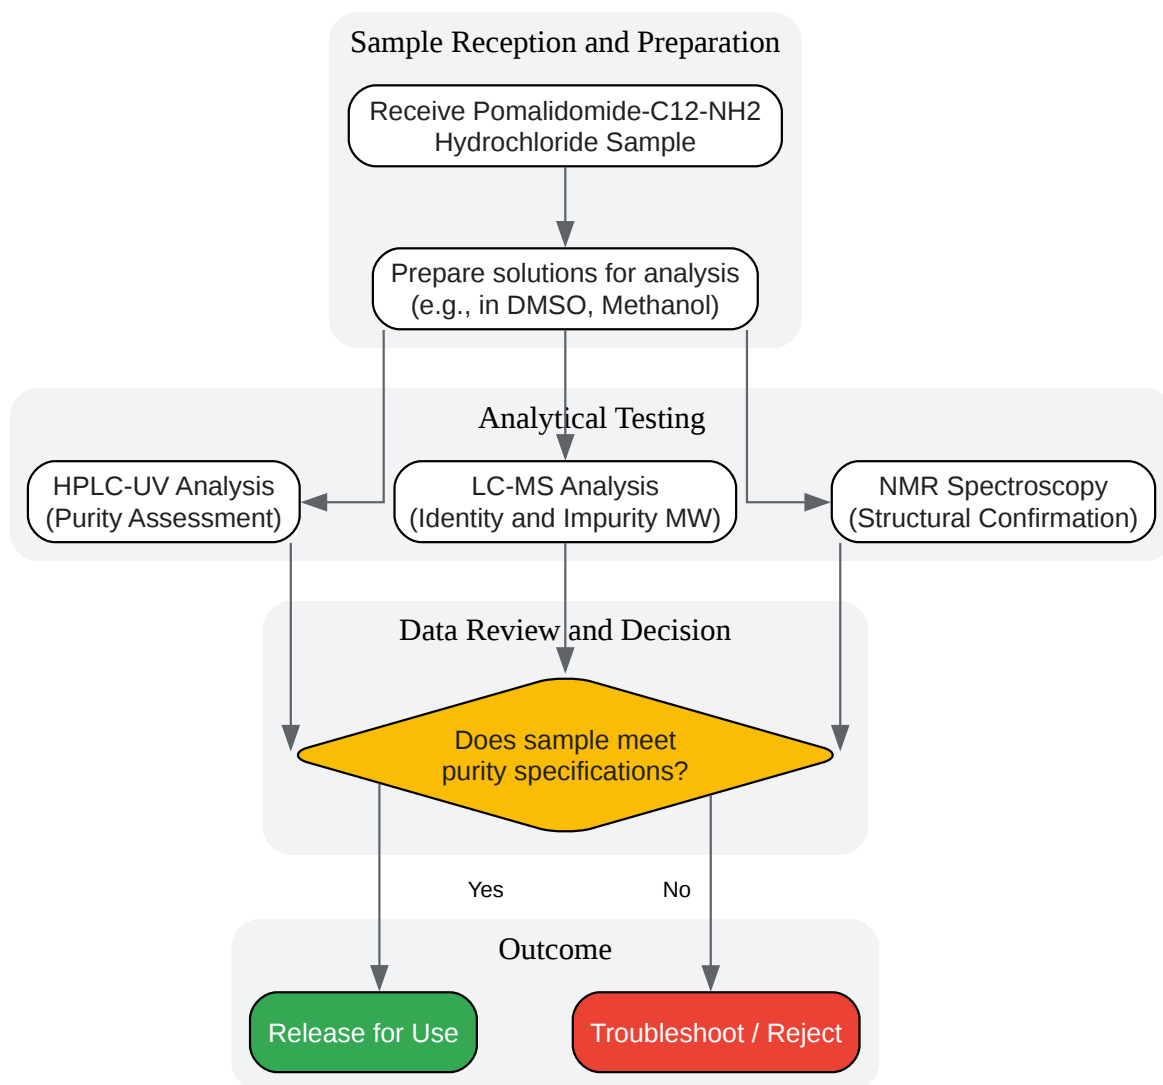 Sample Reception and Preparation
Receive Pomalidomide-C12-NH2
Hydrochloride Sample
Prepare solutions for analysis
(e.g., in DMSO, Methanol)
Analytical Testing
HPLC-UV Analysis
(Purity Assessment)
LC-MS Analysis
(Identity and Impurity MW)
NMR Spectroscopy
(Structural Confirmation)
Data Review and Decision
Does sample meet
purity specifications?
Yes
No
Outcome
Release for Use
Troubleshoot / Reject